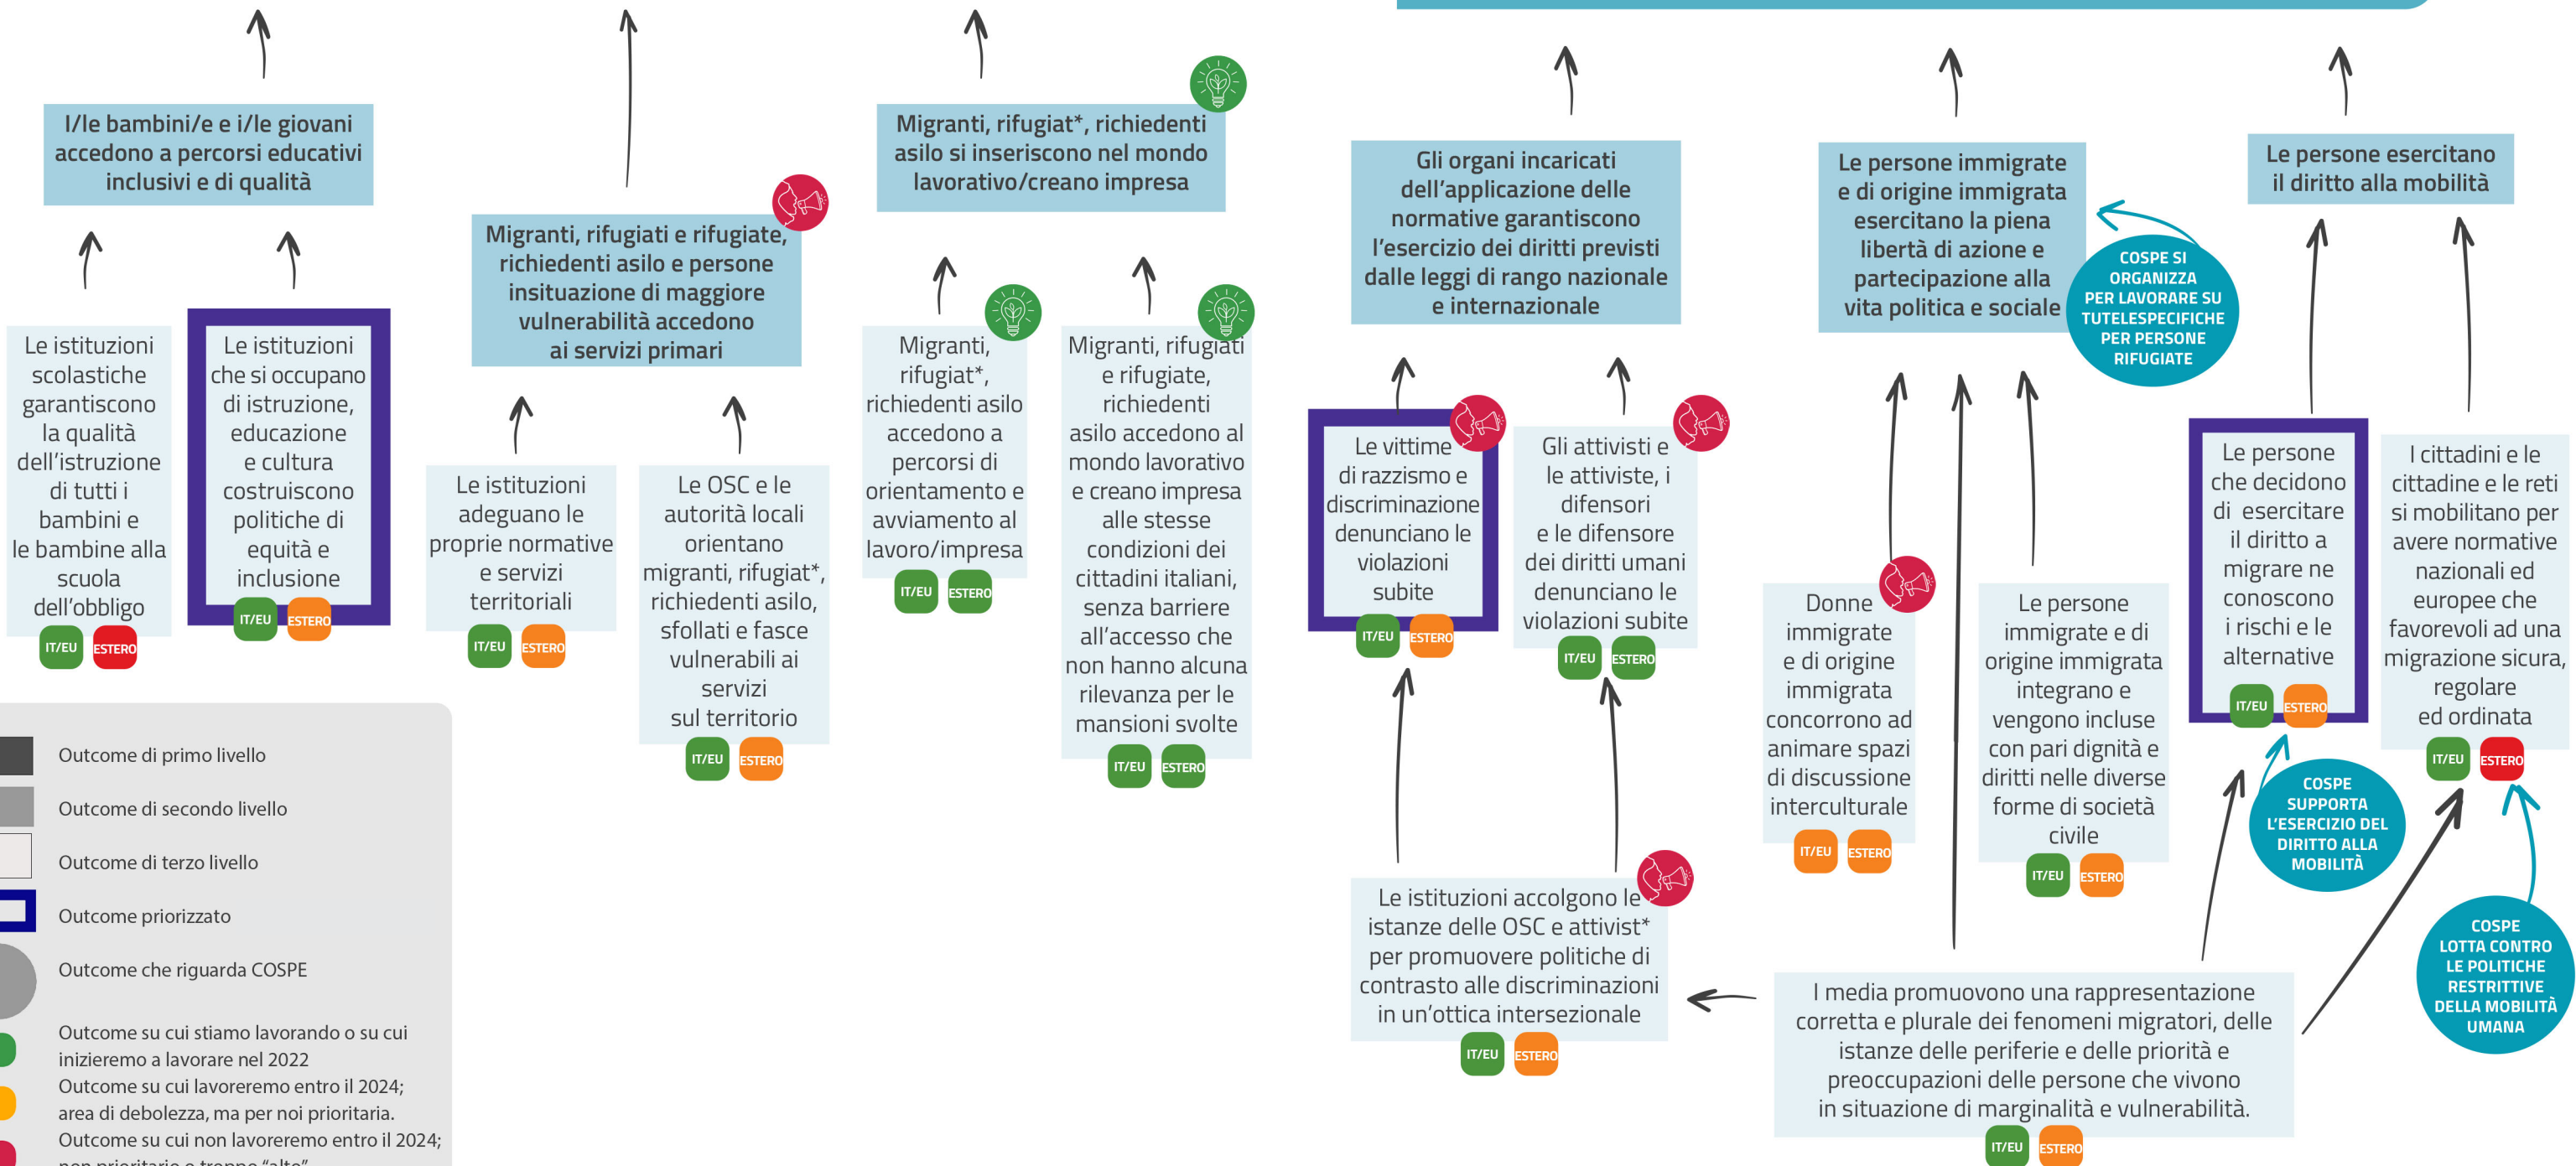 I/le bambini/e e i/le giovani
accedono a percorsi educativi
inclusivi e di qualità
Le istituzioni
scolastiche
garantiscono
la qualità
dell'istruzione
di tutti i
bambini e
le bambine alla
scuola
dell'obbligo
IT/EU
ESTERO
Le istituzioni
che si occupano
di istruzione,
educazione
e cultura
costruiscono
politiche di
equità e
inclusione
IT/EU
ESTERO
Migranti, rifugiati e rifugiate,
richiedenti asilo e persone
insituazione di maggiore
vulnerabilità accedono
ai servizi primari
Le istituzioni
adeguano le
proprie normative
e servizi
territoriali
IT/EU
ESTERO
Le OSC e le
autorità locali
orientano
migranti, rifugiat*,
richiedenti asilo,
sfollati e fasce
vulnerabili ai
servizi
sul territorio
IT/EU
ESTERO
Migranti, rifugiat*, richiedenti
asilo si inseriscono nel mondo
lavorativo/creano impresa
Migranti,
rifugiat*,
richiedenti asilo
accedono a
percorsi di
orientamento e
avviamento al
lavoro/impresa
IT/EU
ESTERO
Migranti, rifugiati
e rifugiate,
richiedenti
asilo accedono al
mondo lavorativo
e creano impresa
alle stesse
condizioni dei
cittadini italiani,
senza barriere
all'accesso che
non hanno alcuna
rilevanza per le
mansioni svolte
IT/EU
ESTERO
Gli organi incaricati
dell'applicazione delle
normative garantiscono
l'esercizio dei diritti previsti
dalle leggi di rango nazionale
e internazionale
Le vittime
di razzismo e
discriminazione
denunciano le
violazioni
subite
IT/EU
ESTERO
Gli attivisti e
le attiviste, i
difensori
e le difensore
dei diritti umani
denunciano le
violazioni subite
IT/EU
ESTERO
Le istituzioni accolgono le
istanze delle OSC e attivist*
per promuovere politiche di
contrasto alle discriminazioni
in un'ottica intersezionale
IT/EU
ESTERO
Le persone immigrate
e di origine immigrata
esercitano la piena
libertà di azione e
partecipazione alla
vita politica e sociale
COSPE SI
ORGANIZZA
PER LAVORARE SU
TUTELESPECIFICHE
PER PERSONE
RIFUGIATE
Donne
immigrate
e di origine
immigrata
concorrono ad
animare spazi
di discussione
interculturale
IT/EU
ESTERO
Le persone
immigrate e di
origine immigrata
integrano e
vengono incluse
con pari dignità e
diritti nelle diverse
forme di società
civile
IT/EU
ESTERO
I media promuovono una rappresentazione
corretta e plurale dei fenomeni migratori, delle
istanze delle periferie e delle priorità e
preoccupazioni delle persone che vivono
in situazione di marginalità e vulnerabilità.
IT/EU
ESTERO
Le persone esercitano
il diritto alla mobilità
Le persone
che decidono
di esercitare
il diritto a
migrare ne
conoscono
i rischi e le
alternative
IT/EU
ESTERO
COSPE
SUPPORTA
L'ESERCIZIO DEL
DIRITTO ALLA
MOBILITÀ
I cittadini e le
cittadine e le reti
si mobilitano per
avere normative
nazionali ed
europee che
favorevoli ad una
migrazione sicura,
regolare
ed ordinata
IT/EU
ESTERO
COSPE
LOTTA CONTRO
LE POLITICHE
RESTRITTIVE
DELLA MOBILITÀ
UMANA
Outcome di primo livello
Outcome di secondo livello
Outcome di terzo livello
Outcome priorizzato
Outcome che riguarda COSPE
Outcome su cui stiamo lavorando o su cui
inizieremo a lavorare nel 2022
Outcome su cui lavoreremo entro il 2024;
area di debolezza, ma per noi prioritaria.
Outcome su cui non lavoreremo entro il 2024;
non prioritario o troppo "alto"